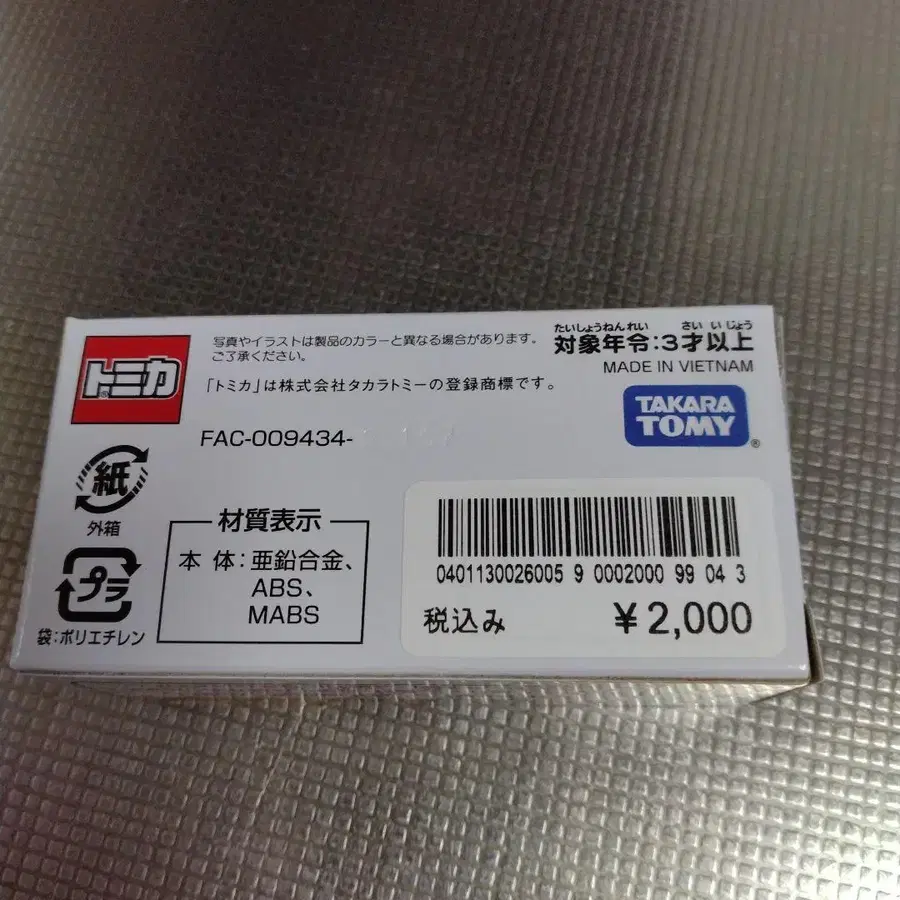 トミカ
®
写真やイラストは製品のカラーと異なる場合があります。
ご了承ください。
「トミカ」は株式会社タカラトミーの登録商標です。
FAC-009434-
たいしょうねんれい さい いじょう
対象年令:3才以上
MADE IN VIETNAM
TAKARA
TOMY
®
紙
外箱
プラ
袋:ポリエチレン
材質表示
本 体:亜鉛合金、
ABS、
MABS
0401130026005 9 0002000 99 04 3
税込み ¥2,000